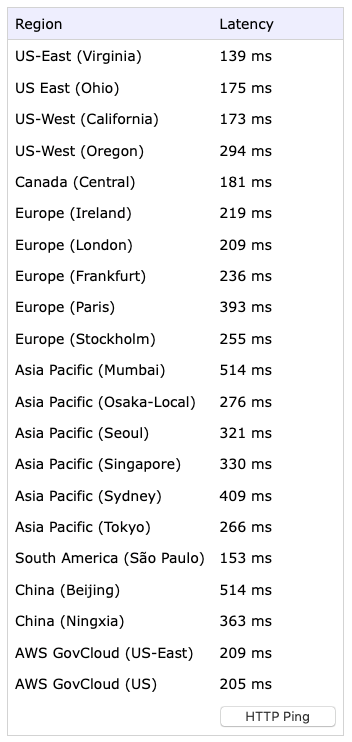 Region Latency
US-East (Virginia) 139 ms
US East (Ohio) 175 ms
US-West (California) 173 ms
US-West (Oregon) 294 ms
Canada (Central) 181 ms
Europe (Ireland) 219 ms
Europe (London) 209 ms
Europe (Frankfurt) 236 ms
Europe (Paris) 393 ms
Europe (Stockholm) 255 ms
Asia Pacific (Mumbai) 514 ms
Asia Pacific (Osaka-Local) 276 ms
Asia Pacific (Seoul) 321 ms
Asia Pacific (Singapore) 330 ms
Asia Pacific (Sydney) 409 ms
Asia Pacific (Tokyo) 266 ms
South America (São Paulo) 153 ms
China (Beijing) 514 ms
China (Ningxia) 363 ms
AWS GovCloud (US-East) 209 ms
AWS GovCloud (US) 205 ms
HTTP Ping